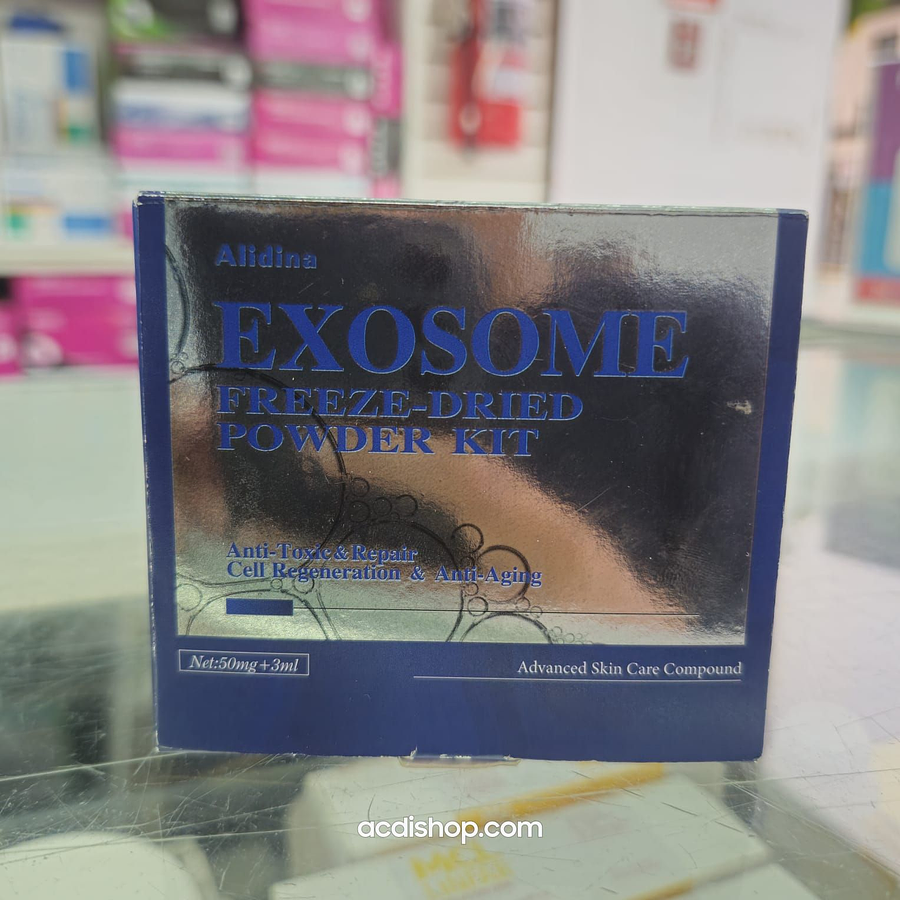 Alidina
EXOSOME
FREEZE-DRIED
POWDER KIT
Anti-Toxic & Repair
Cell Regeneration & Anti-Aging
Net:50mg+3ml
Advanced Skin Care Compound
acdishop.com